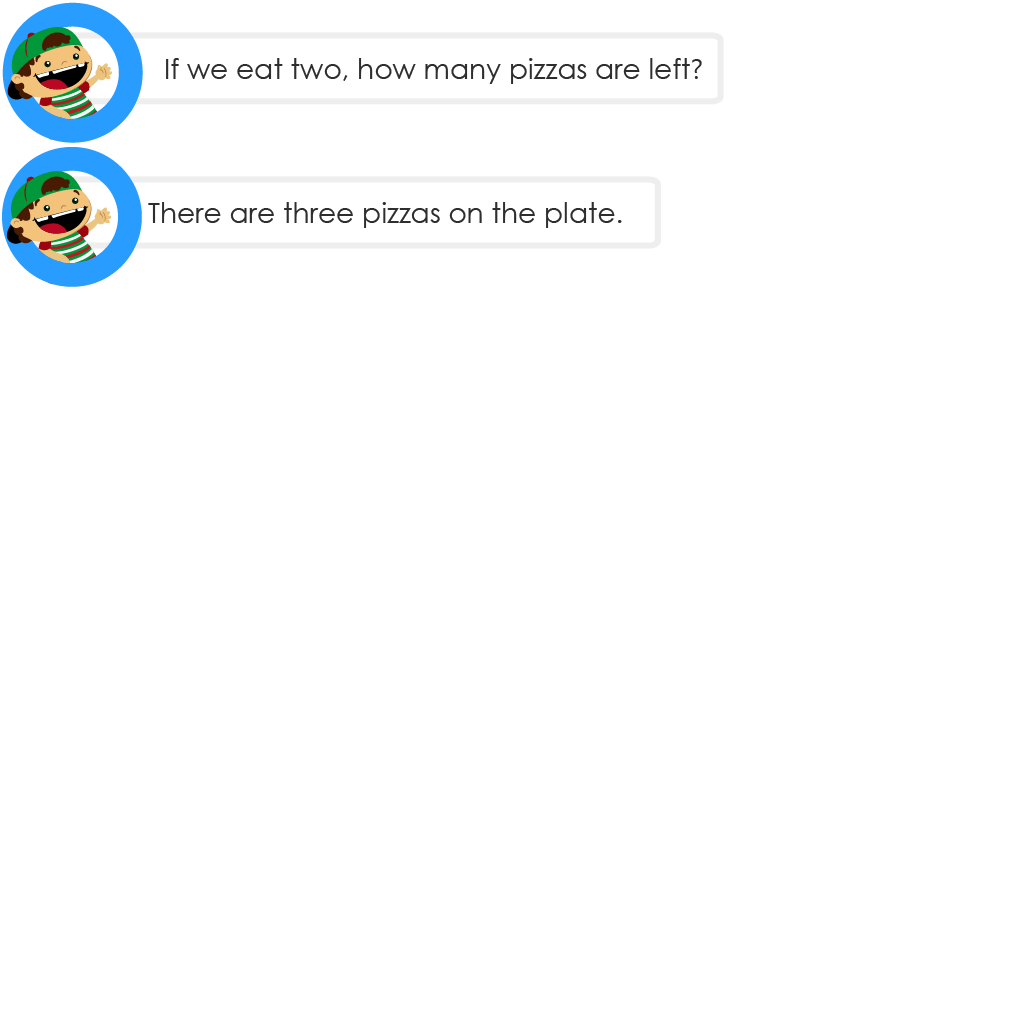 If we eat two, how many pizzas are left?
There are three pizzas on the plate.